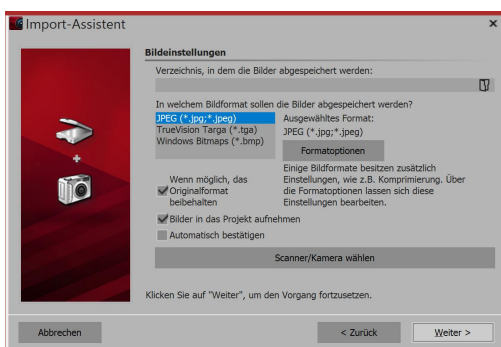 Import-Assistent
Bildeinstellungen
Verzeichnis, in dem die Bilder abgespeichert werden:
In welchem Bildformat sollen die Bilder abgespeichert werden?
JPEG (*.jpg;*.jpeg)
TrueVision Targa (*.tga)
Windows Bitmaps (*.bmp)
Ausgewähltes Format:
JPEG (*.jpg;*.jpeg)
Formatoptionen
Einige Bildformate besitzen zusätzlich
Einstellungen, wie z.B. Komprimierung. Über
die Formatoptionen lassen sich diese
Einstellungen bearbeiten.
Wenn möglich, das
Originalformat
beibehalten
Bilder in das Projekt aufnehmen
Automatisch bestätigen
Scanner/Kamera wählen
Klicken Sie auf "Weiter", um den Vorgang fortzusetzen.
Abbrechen
< Zurück
Weiter >